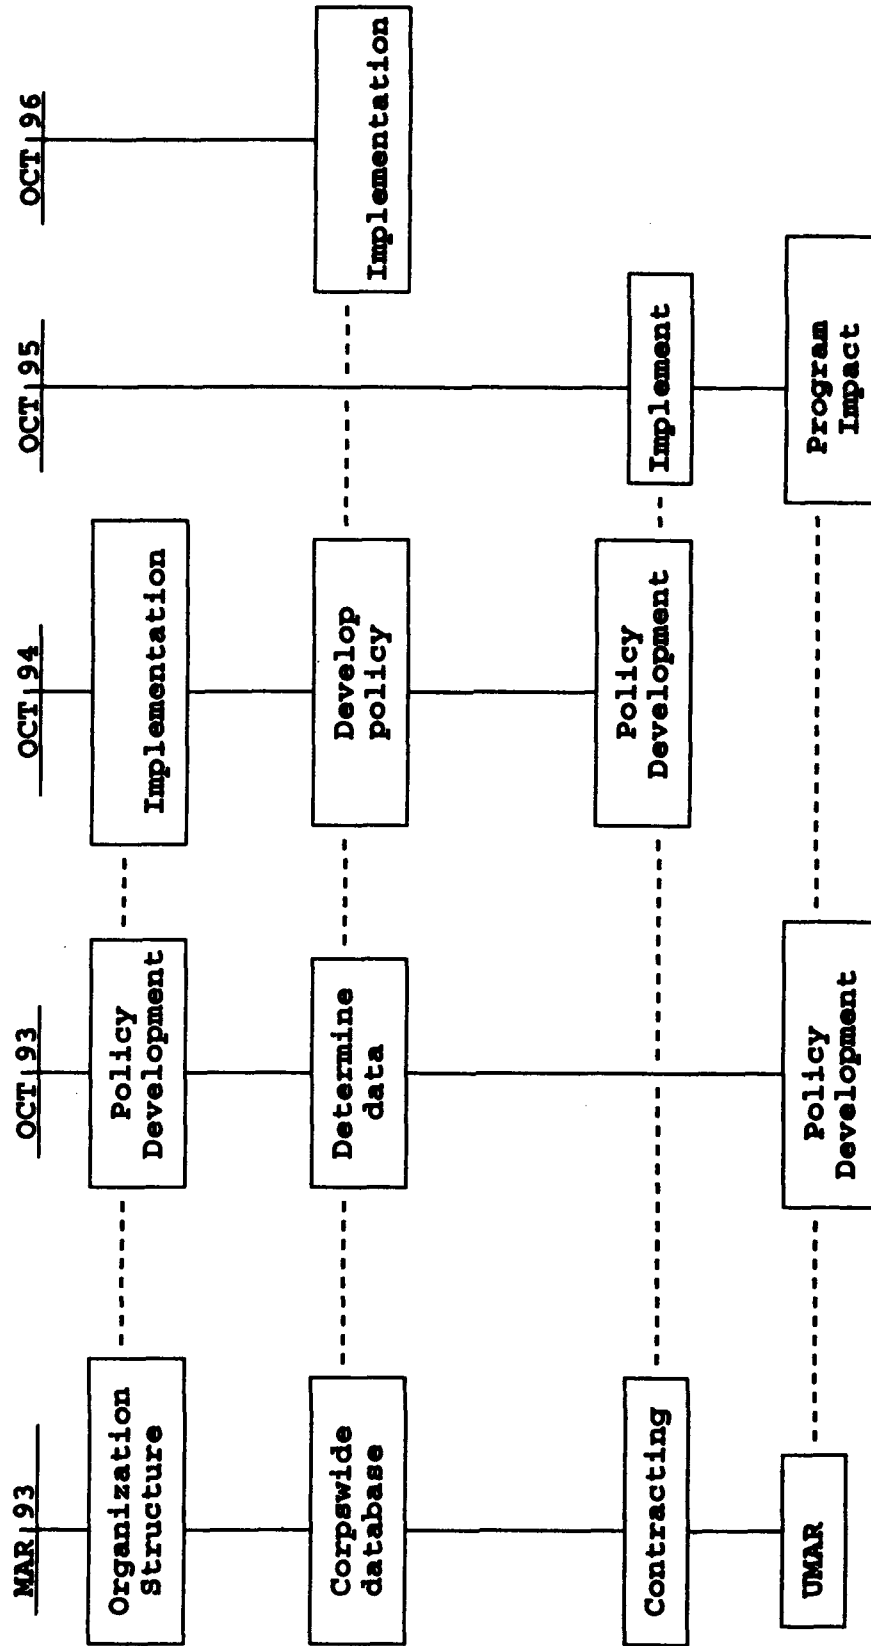 MAR 93
OCT 93
OCT 94
OCT 95
OCT 96
Organization
Structure
Policy
Development
Implementation
Corpswide
database
Determine
data
Develop
policy
Implementation
Contracting
Policy
Development
Implement
UMAR
Policy
Development
Program
Impact